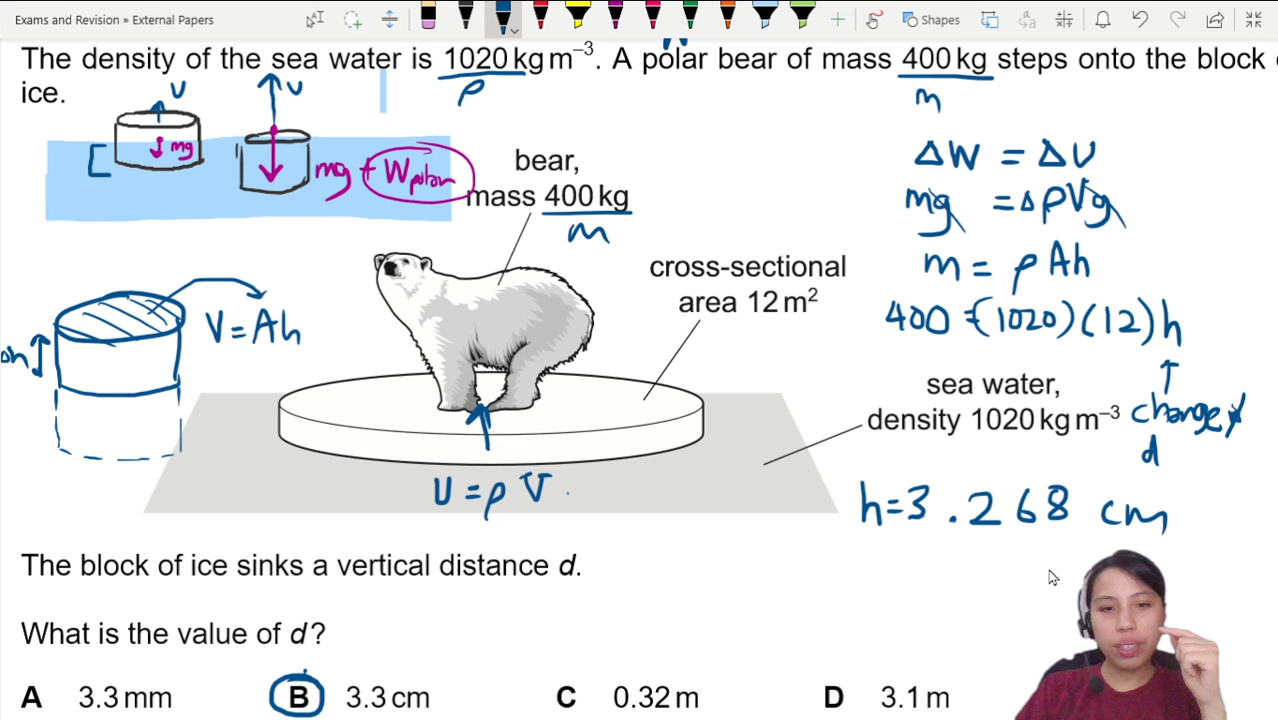 Exams and Revision » External Papers
Shapes
The density of the sea water is 1020 kg m⁻³. A polar bear of mass 400 kg steps onto the block
ice.
ρ
m
U
U
mg
mg + Wpolar
bear,
mass 400 kg
m
ΔW = ΔU
mg = ΔρVg
m = ρAh
400 = (1020)(12)h
cross-sectional
area 12 m²
V = Ah
sea water,
density 1020 kg m⁻³
change
d
U = ρV
h = 3.268 cm
The block of ice sinks a vertical distance d.
What is the value of d?
A 3.3 mm B 3.3 cm C 0.32 m D 3.1 m